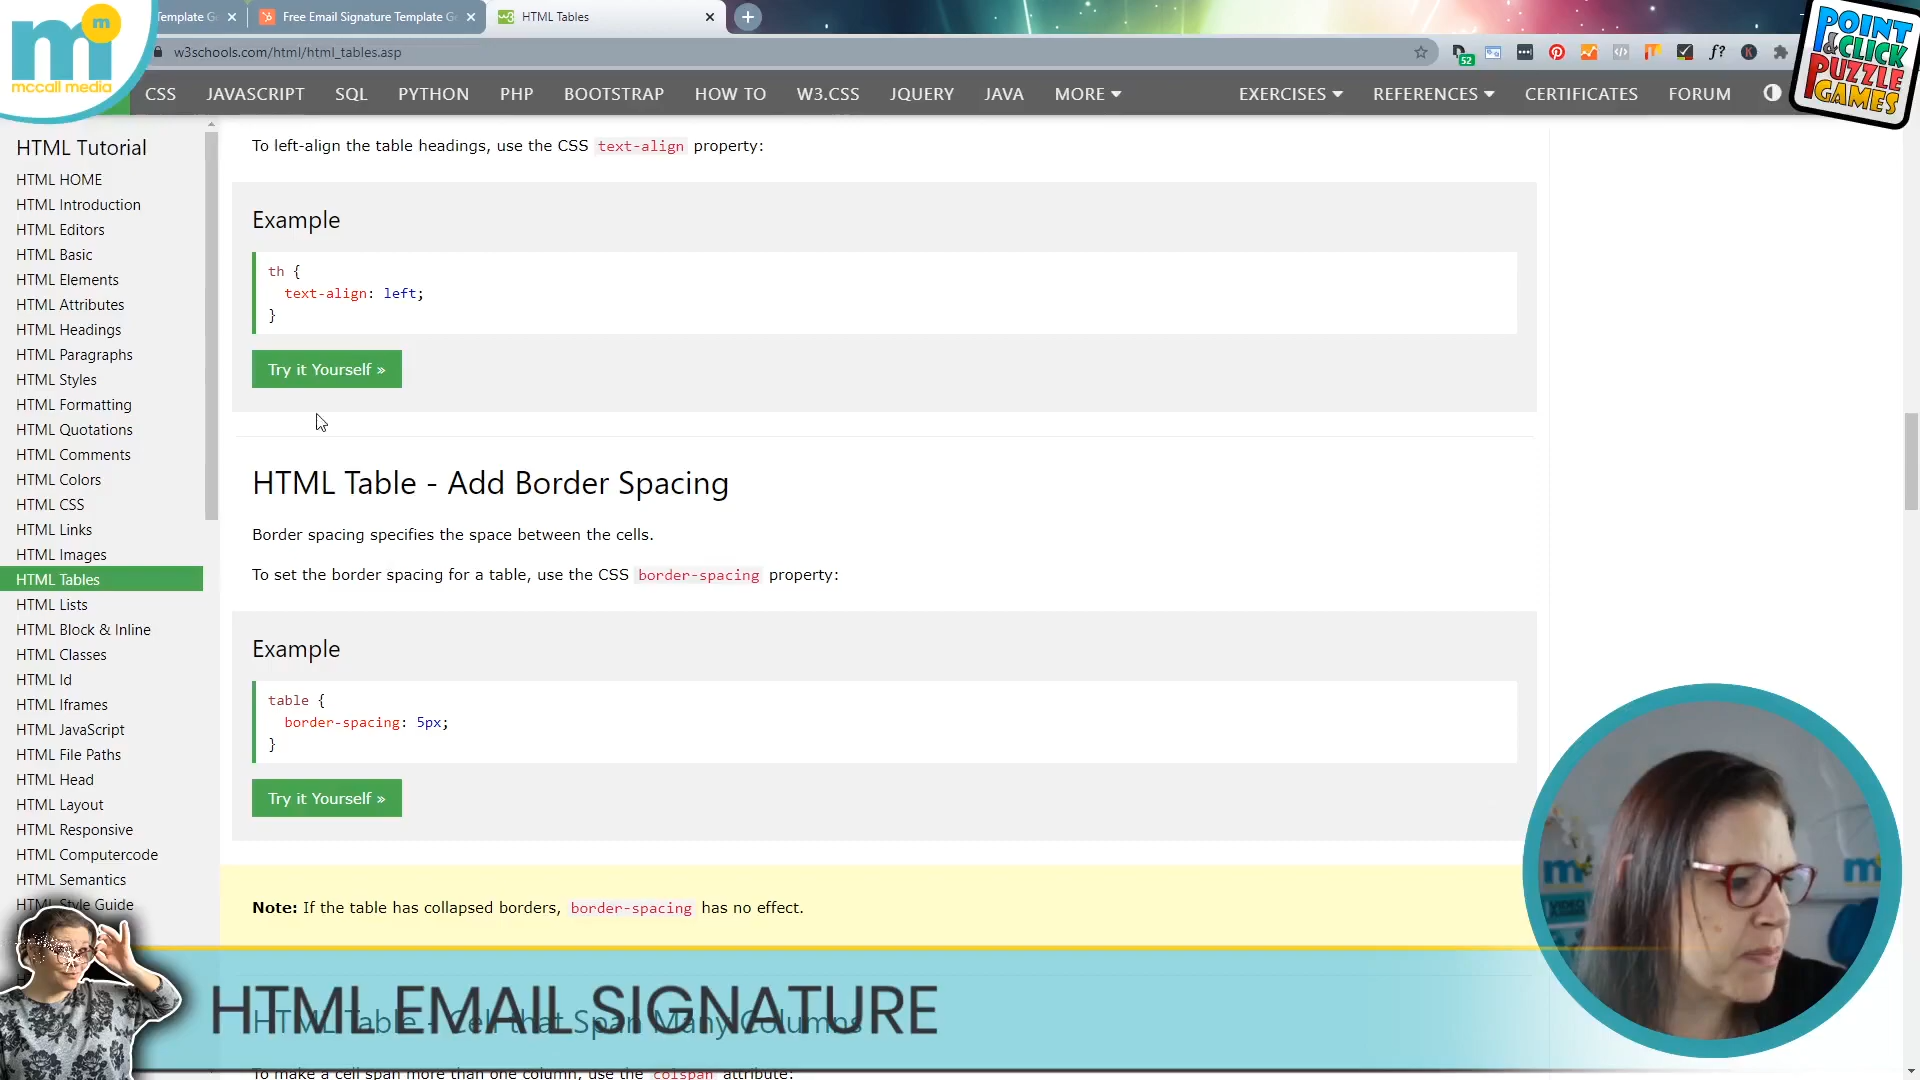 Template G
Free Email Signature Template Ge
HTML Tables
w3schools.com/html/html_tables.asp
52
m
m
mccall media
POINT
& CLICK
PUZZLE
GAMES
CSS
JAVASCRIPT
SQL
PYTHON
PHP
BOOTSTRAP
HOW TO
W3.CSS
JQUERY
JAVA
MORE
EXERCISES
REFERENCES
CERTIFICATES
FORUM
HTML Tutorial
HTML HOME
HTML Introduction
HTML Editors
HTML Basic
HTML Elements
HTML Attributes
HTML Headings
HTML Paragraphs
HTML Styles
HTML Formatting
HTML Quotations
HTML Comments
HTML Colors
HTML CSS
HTML Links
HTML Images
HTML Tables
HTML Lists
HTML Block & Inline
HTML Classes
HTML Id
HTML Iframes
HTML JavaScript
HTML File Paths
HTML Head
HTML Layout
HTML Responsive
HTML Computercode
HTML Semantics
HTML Style Guide
To left-align the table headings, use the CSS text-align property:
Example
th {
text-align: left;
}
Try it Yourself »
HTML Table - Add Border Spacing
Border spacing specifies the space between the cells.
To set the border spacing for a table, use the CSS border-spacing property:
Example
table {
border-spacing: 5px;
}
Try it Yourself »
Note: If the table has collapsed borders, border-spacing has no effect.
HTML Table - Cell that Span Many Columns
To make a cell span more than one column, use the colspan attribute:
HTML EMAIL SIGNATURE